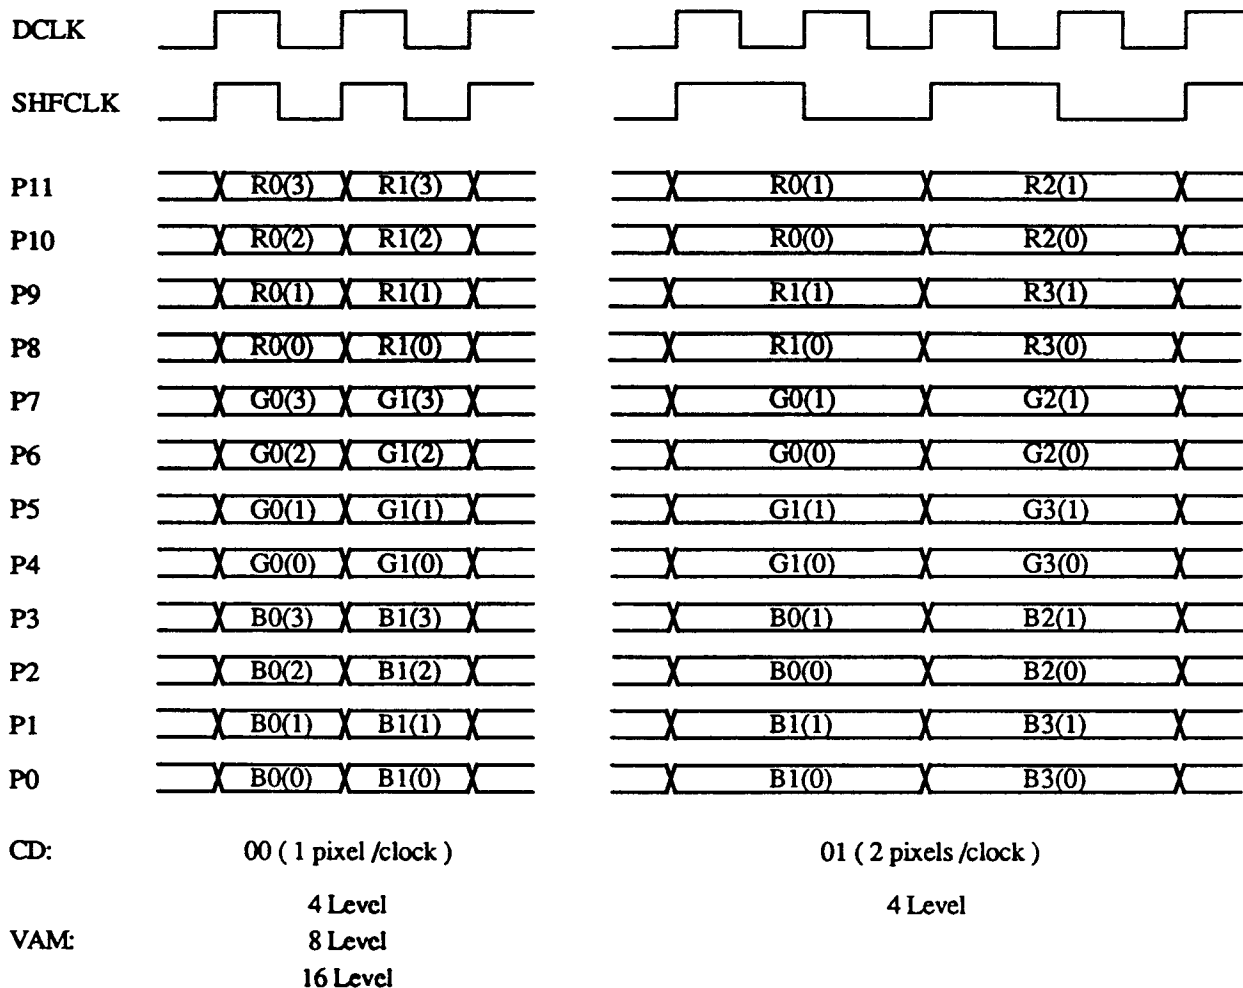 DCLK
SHFCLK
P11 R0(3) R1(3) R0(1) R2(1)
P10 R0(2) R1(2) R0(0) R2(0)
P9 R0(1) R1(1) R1(1) R3(1)
P8 R0(0) R1(0) R1(0) R3(0)
P7 G0(3) G1(3) G0(1) G2(1)
P6 G0(2) G1(2) G0(0) G2(0)
P5 G0(1) G1(1) G1(1) G3(1)
P4 G0(0) G1(0) G1(0) G3(0)
P3 B0(3) B1(3) B0(1) B2(1)
P2 B0(2) B1(2) B0(0) B2(0)
P1 B0(1) B1(1) B1(1) B3(1)
P0 B0(0) B1(0) B1(0) B3(0)
CD: 00 ( 1 pixel /clock ) 01 ( 2 pixels /clock )
4 Level 4 Level
VAM: 8 Level
16 Level